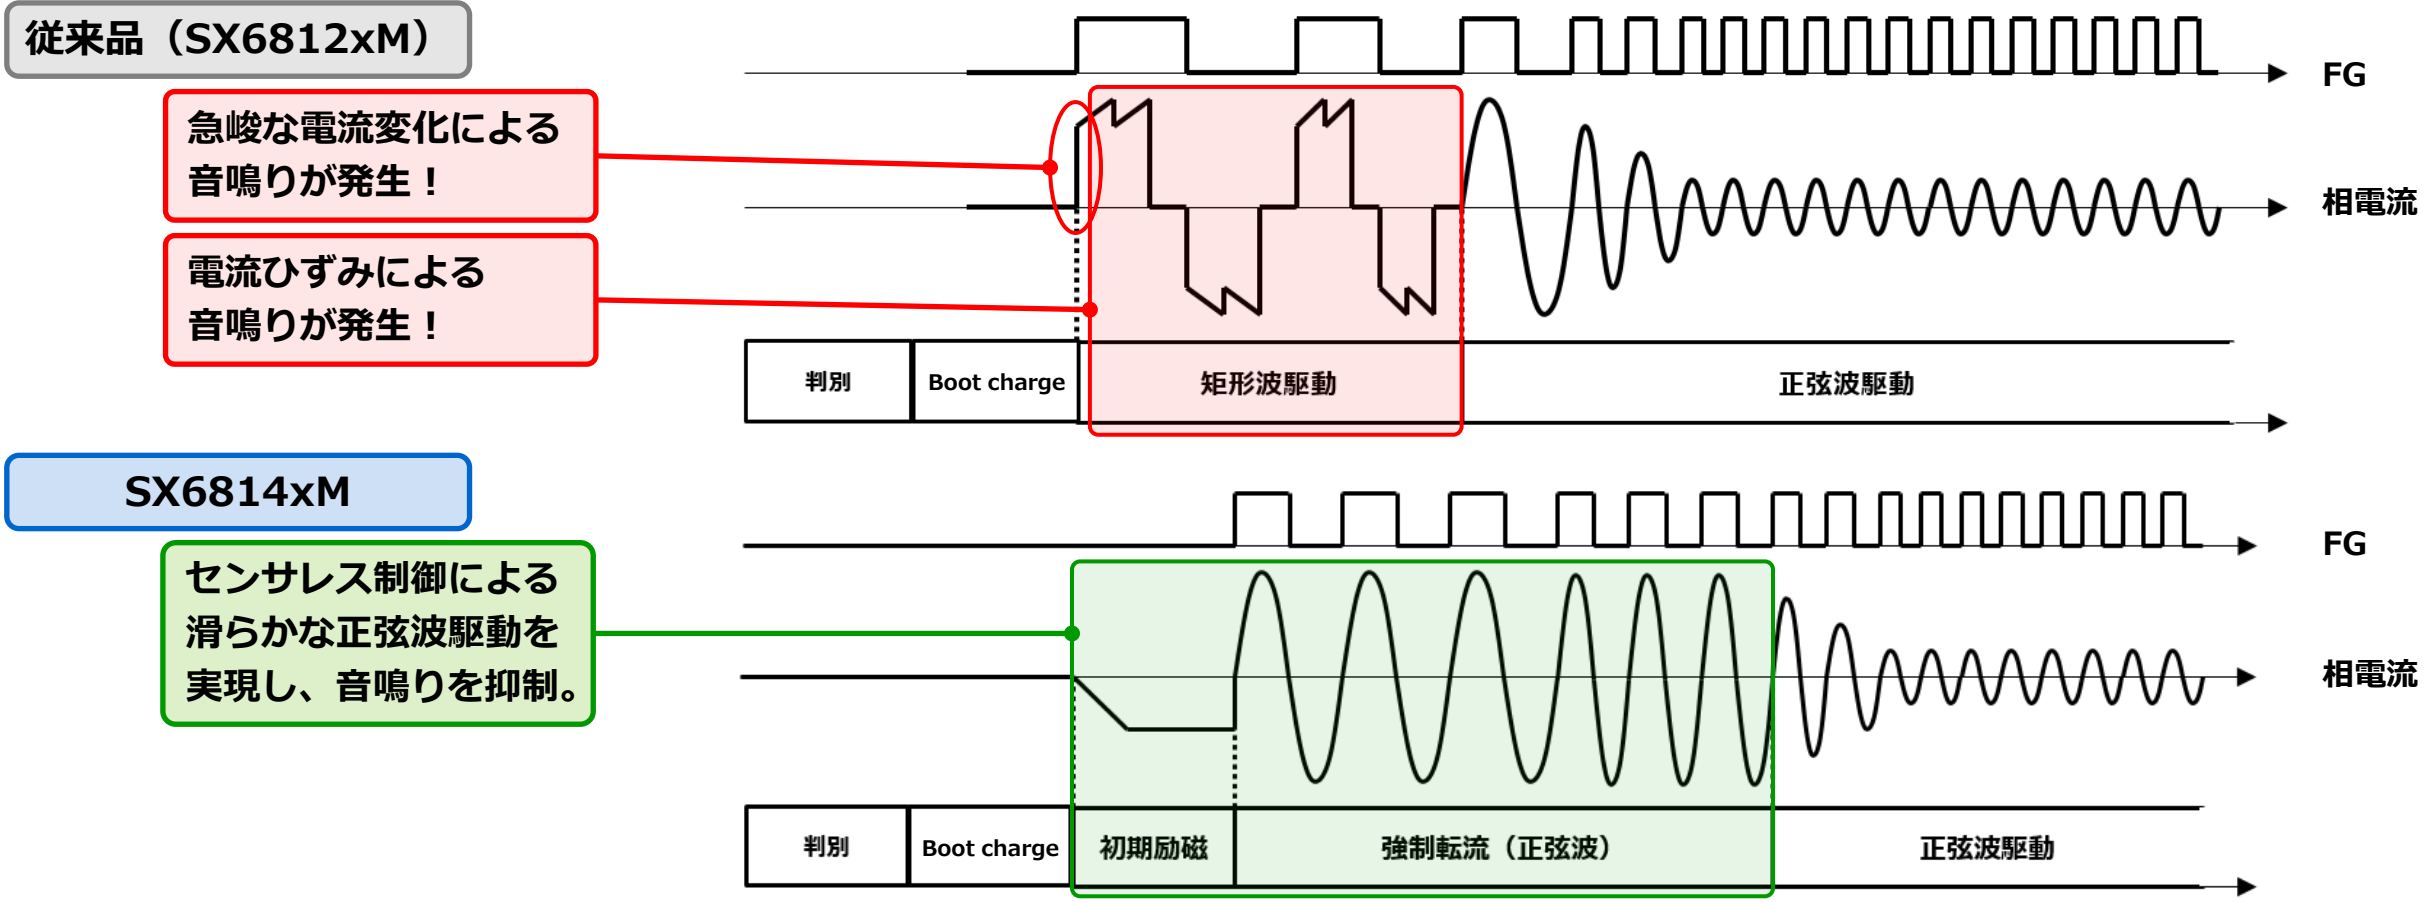 従来品（SX6812xM）
FG
急峻な電流変化による
音鳴りが発生！
相電流
電流ひずみによる
音鳴りが発生！
判別
Boot charge
矩形波駆動
正弦波駆動
SX6814xM
FG
センサレス制御による
滑らかな正弦波駆動を
実現し、音鳴りを抑制。
相電流
判別
Boot charge
初期励磁
強制転流（正弦波）
正弦波駆動